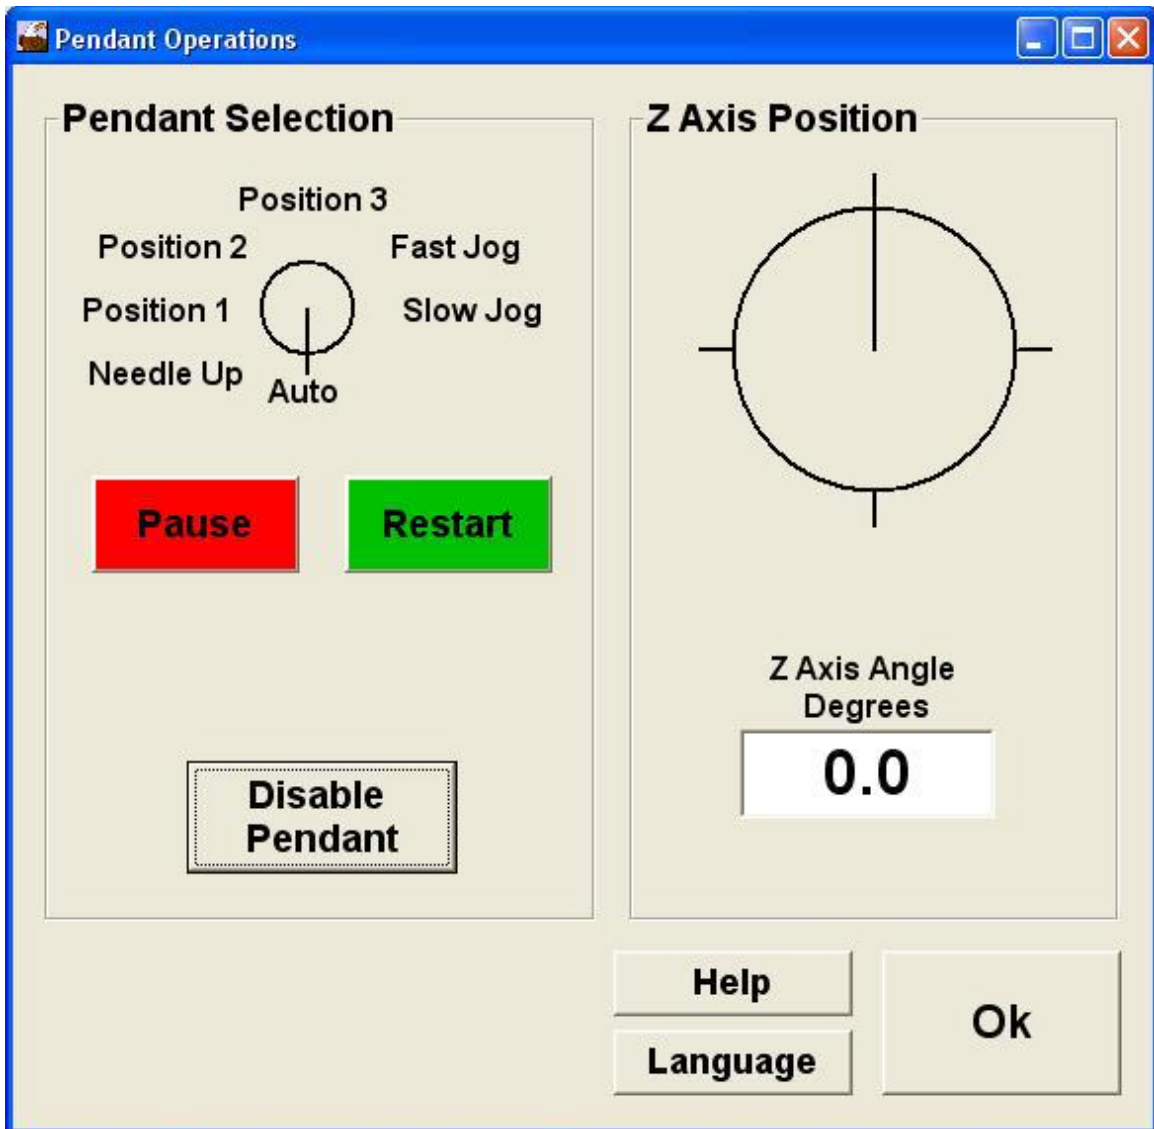 Pendant Operations
Pendant Selection
Position 3
Position 2
Fast Jog
Position 1
Slow Jog
Needle Up
Auto
Pause
Restart
Disable
Pendant
Z Axis Position
Z Axis Angle
Degrees
0.0
Help
Language
Ok